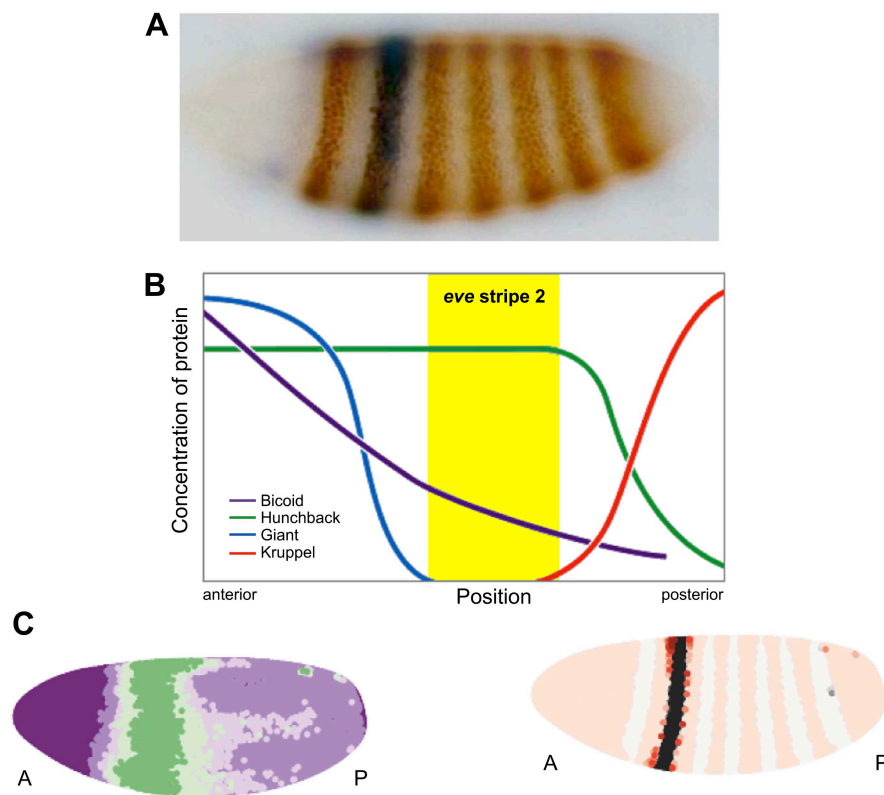 A
B
eve stripe 2
Concentration of protein
Bicoid
Hunchback
Giant
Kruppel
anterior
Position
posterior
C
A
P
A
P